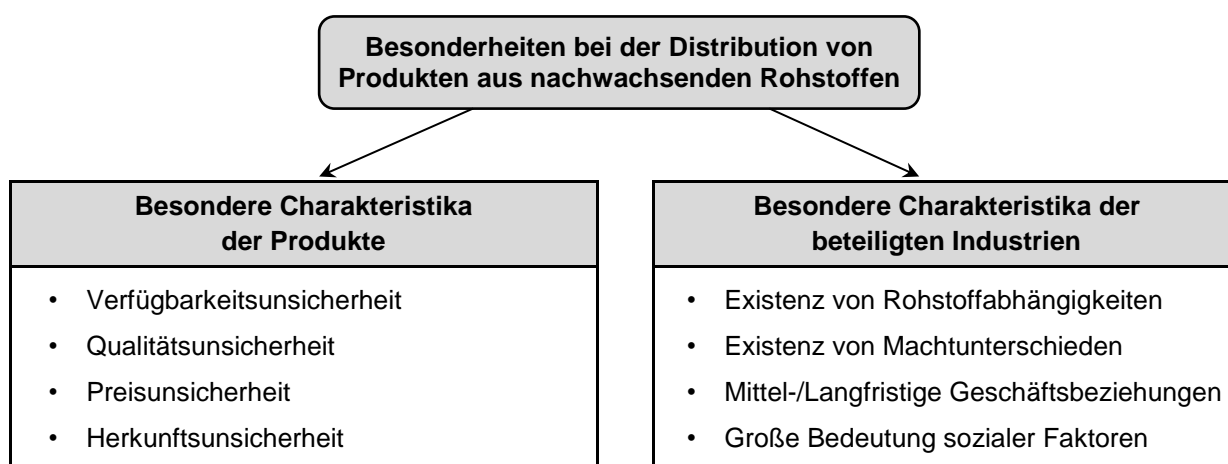 Besonderheiten bei der Distribution von
Produkten aus nachwachsenden Rohstoffen
Besondere Charakteristika
der Produkte
• Verfügbarkeitsunsicherheit
• Qualitätsunsicherheit
• Preisunsicherheit
• Herkunftsunsicherheit
Besondere Charakteristika der
beteiligten Industrien
• Existenz von Rohstoffabhängigkeiten
• Existenz von Machtunterschieden
• Mittel-/Langfristige Geschäftsbeziehungen
• Große Bedeutung sozialer Faktoren